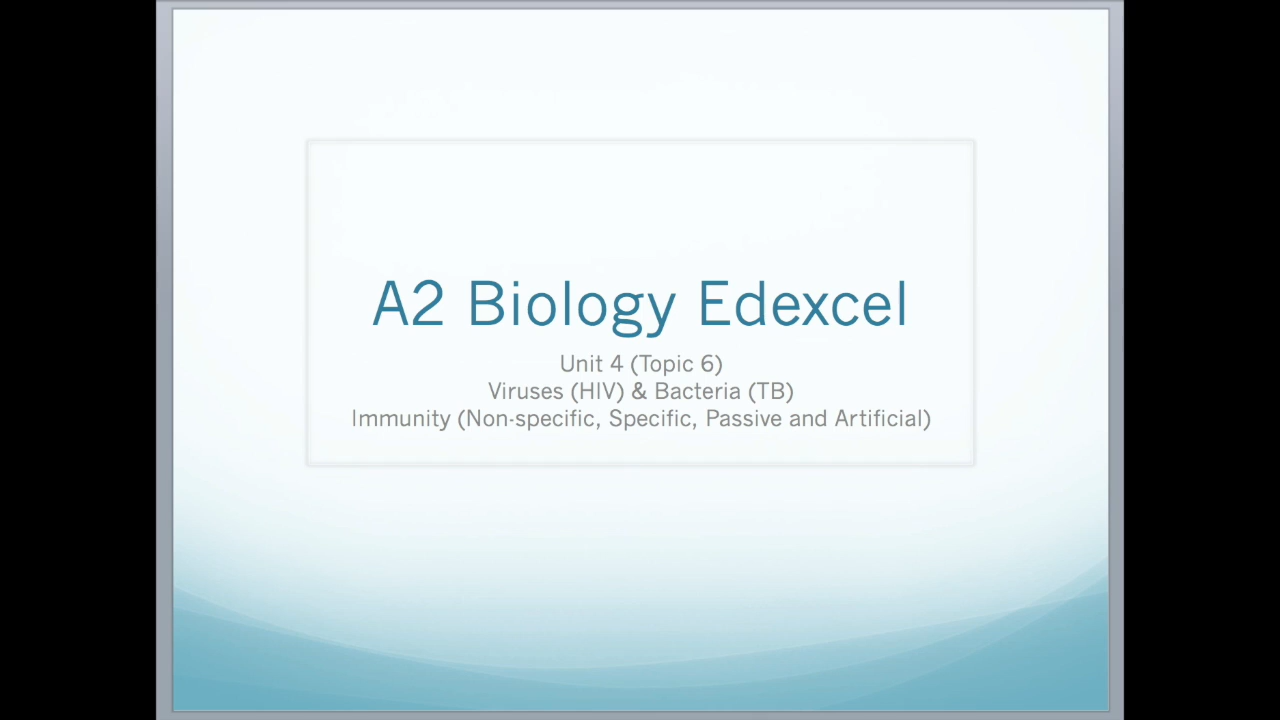 A2 Biology Edexcel
Unit 4 (Topic 6)
Viruses (HIV) & Bacteria (TB)
Immunity (Non-specific, Specific, Passive and Artificial)